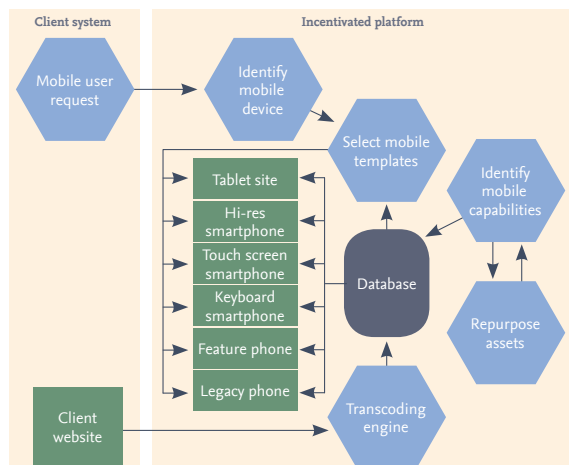 Client system
Incentivated platform
Mobile user
request
Identify
mobile
device
Select mobile
templates
Identify
mobile
capabilities
Tablet site
Hi-res
smartphone
Touch screen
smartphone
Keyboard
smartphone
Feature phone
Legacy phone
Database
Repurpose
assets
Client
website
Transcoding
engine